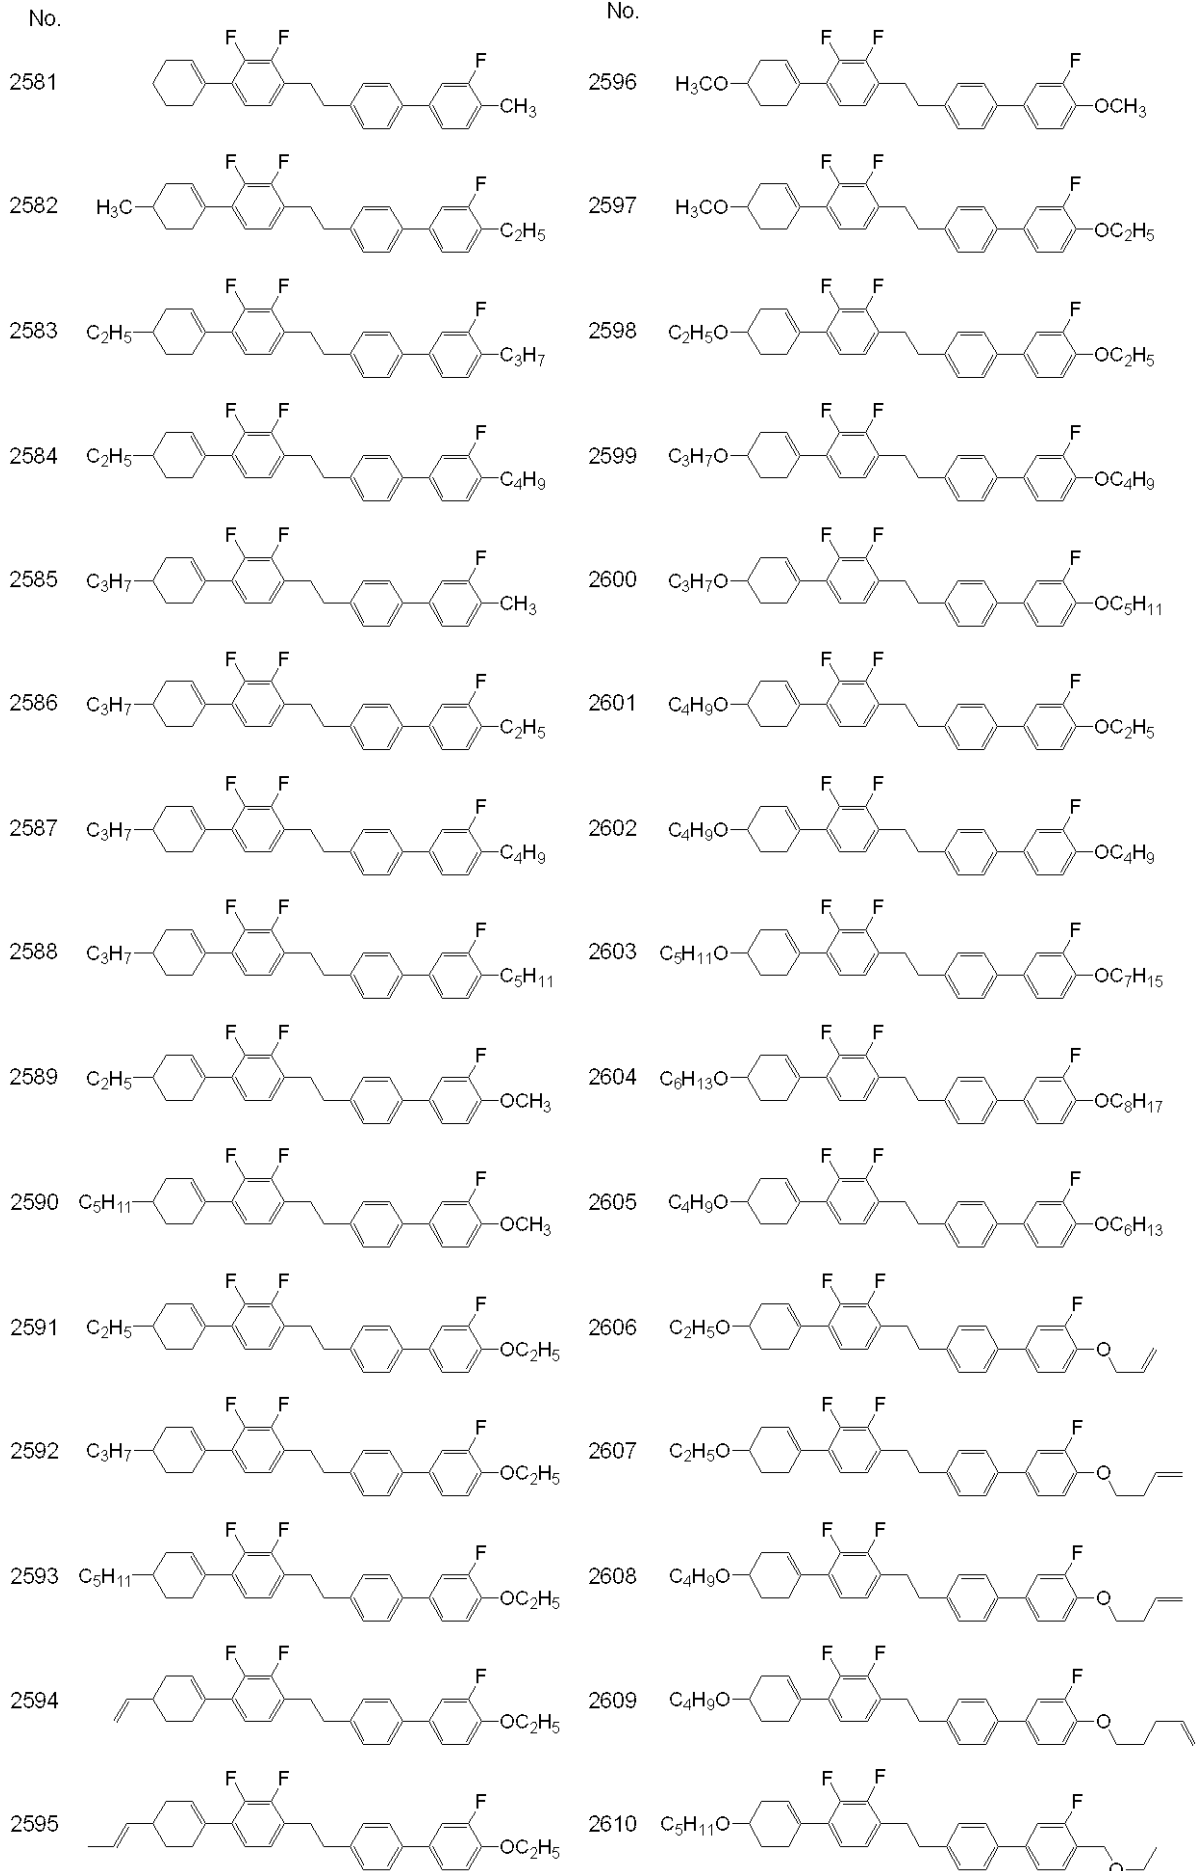 No.
2581 F F F CH3
2582 H3C F F F C2H5
2583 C2H5 F F F C3H7
2584 C2H5 F F F C4H9
2585 C3H7 F F F CH3
2586 C3H7 F F F C2H5
2587 C3H7 F F F C4H9
2588 C3H7 F F F C5H11
2589 C2H5 F F F OCH3
2590 C5H11 F F F OCH3
2591 C2H5 F F F OC2H5
2592 C3H7 F F F OC2H5
2593 C5H11 F F F OC2H5
2594 F F F OC2H5
2595 F F F OC2H5
No.
2596 H3CO F F F OCH3
2597 H3CO F F F OC2H5
2598 C2H5O F F F OC2H5
2599 C3H7O F F F OC4H9
2600 C3H7O F F F OC5H11
2601 C4H9O F F F OC2H5
2602 C4H9O F F F OC4H9
2603 C5H11O F F F OC7H15
2604 C6H13O F F F OC8H17
2605 C4H9O F F F OC6H13
2606 C2H5O F F F O
2607 C2H5O F F F O
2608 C4H9O F F F O
2609 C4H9O F F F O
2610 C5H11O F F F O